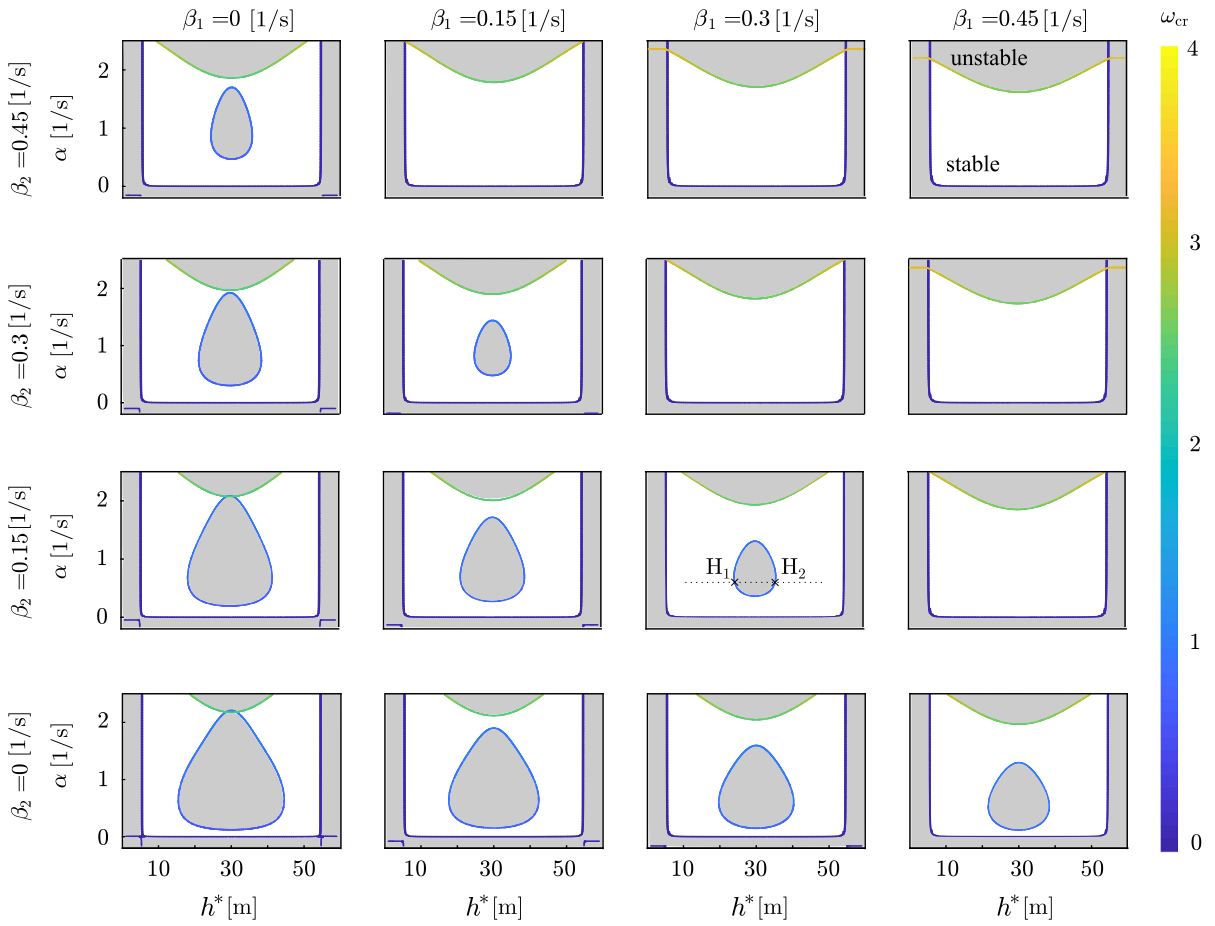 β₁ =0 [1/s] β₁ =0.15 [1/s] β₁ =0.3 [1/s] β₁ =0.45 [1/s] ω_cr
β₂ =0.45 [1/s]
α [1/s]
2
1
0
unstable
stable
β₂ =0.3 [1/s]
α [1/s]
2
1
0
β₂ =0.15 [1/s]
α [1/s]
2
1
0
H₁ H₂
β₂ =0 [1/s]
α [1/s]
2
1
0
10 30 50 10 30 50 10 30 50 10 30 50
h* [m] h* [m] h* [m] h* [m]
4
3
2
1
0